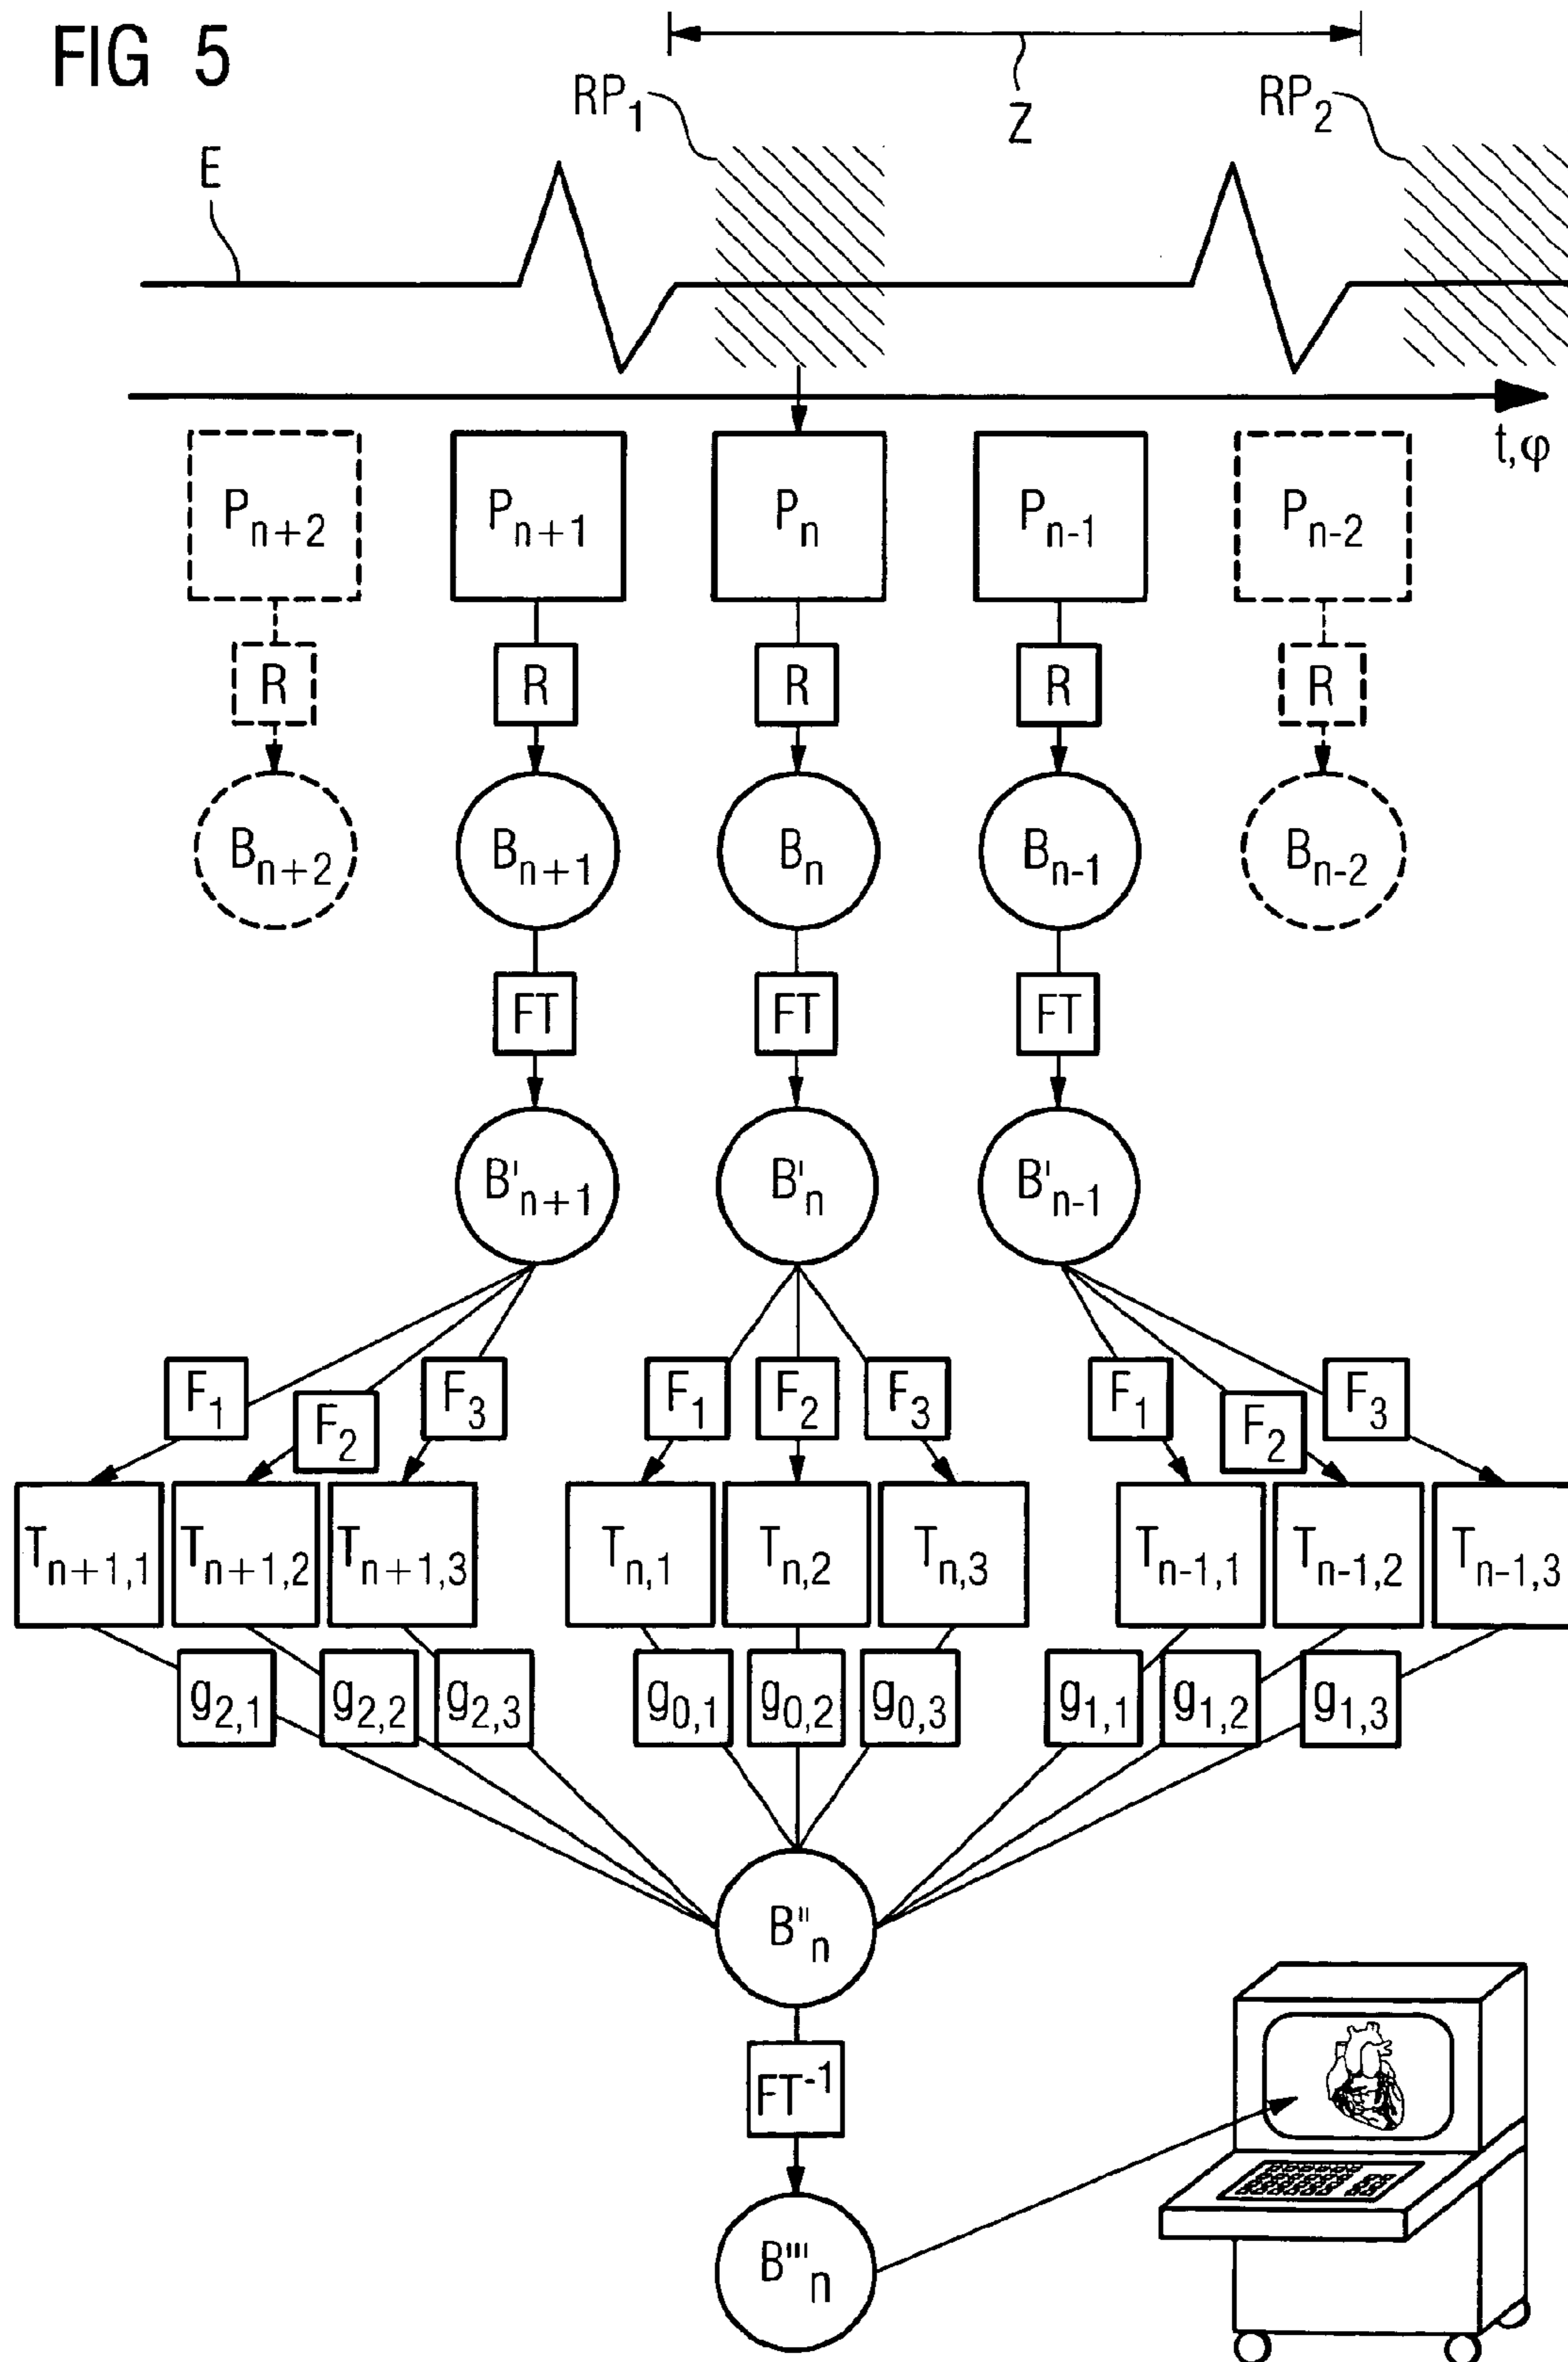 FIG 5
RP1 Z RP2
E
t,φ
Pn+2 Pn+1 Pn Pn-1 Pn-2
R R R R R
Bn+2 Bn+1 Bn Bn-1 Bn-2
FT FT FT
B'n+1 B'n B'n-1
F1 F2 F3 F1 F2 F3 F1 F2 F3
Tn+1,1 Tn+1,2 Tn+1,3 Tn,1 Tn,2 Tn,3 Tn-1,1 Tn-1,2 Tn-1,3
g2,1 g2,2 g2,3 g0,1 g0,2 g0,3 g1,1 g1,2 g1,3
B''n
FT-1
B'''n